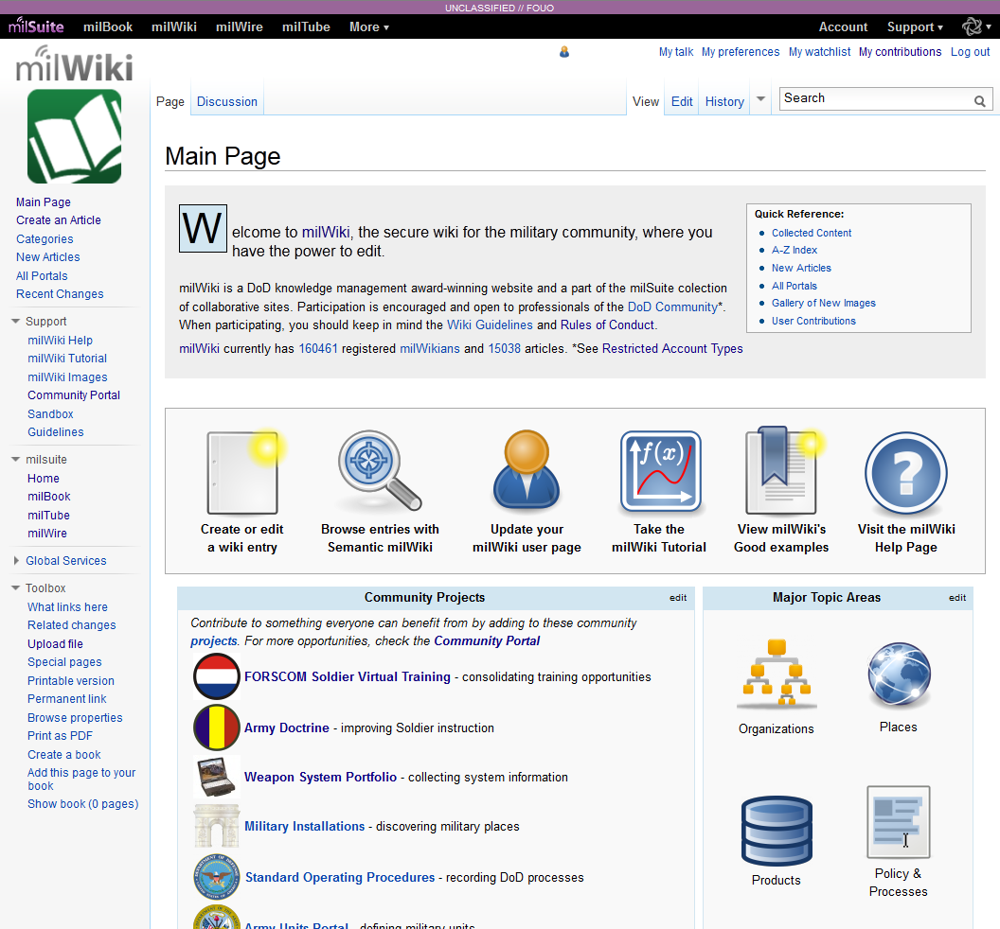 UNCLASSIFIED // FOUO
milSuite milBook milWiki milWire milTube More Account Support
milWiki
My talk My preferences My watchlist My contributions Log out
Page Discussion View Edit History Search
Main Page
Create an Article
Categories
New Articles
All Portals
Recent Changes
Support
milWiki Help
milWiki Tutorial
milWiki Images
Community Portal
Sandbox
Guidelines
milsuite
Home
milBook
milTube
milWire
Global Services
Toolbox
What links here
Related changes
Upload file
Special pages
Printable version
Permanent link
Browse properties
Print as PDF
Create a book
Add this page to your
book
Show book (0 pages)
Main Page
Welcome to milWiki, the secure wiki for the military community, where you
have the power to edit.
milWiki is a DoD knowledge management award-winning website and a part of the milSuite colection
of collaborative sites. Participation is encouraged and open to professionals of the DoD Community*.
When participating, you should keep in mind the Wiki Guidelines and Rules of Conduct.
milWiki currently has 160461 registered milWikians and 15038 articles. *See Restricted Account Types
Quick Reference:
Collected Content
A-Z Index
New Articles
All Portals
Gallery of New Images
User Contributions
f(x)
?
Create or edit
a wiki entry
Browse entries with
Semantic milWiki
Update your
milWiki user page
Take the
milWiki Tutorial
View milWiki's
Good examples
Visit the milWiki
Help Page
Community Projects edit
Contribute to something everyone can benefit from by adding to these community
projects. For more opportunities, check the Community Portal
FORSCOM Soldier Virtual Training - consolidating training opportunities
Army Doctrine - improving Soldier instruction
Weapon System Portfolio - collecting system information
Military Installations - discovering military places
Standard Operating Procedures - recording DoD processes
Army Units Portal - defining military units
Major Topic Areas edit
Organizations
Places
Products
Policy &
Processes